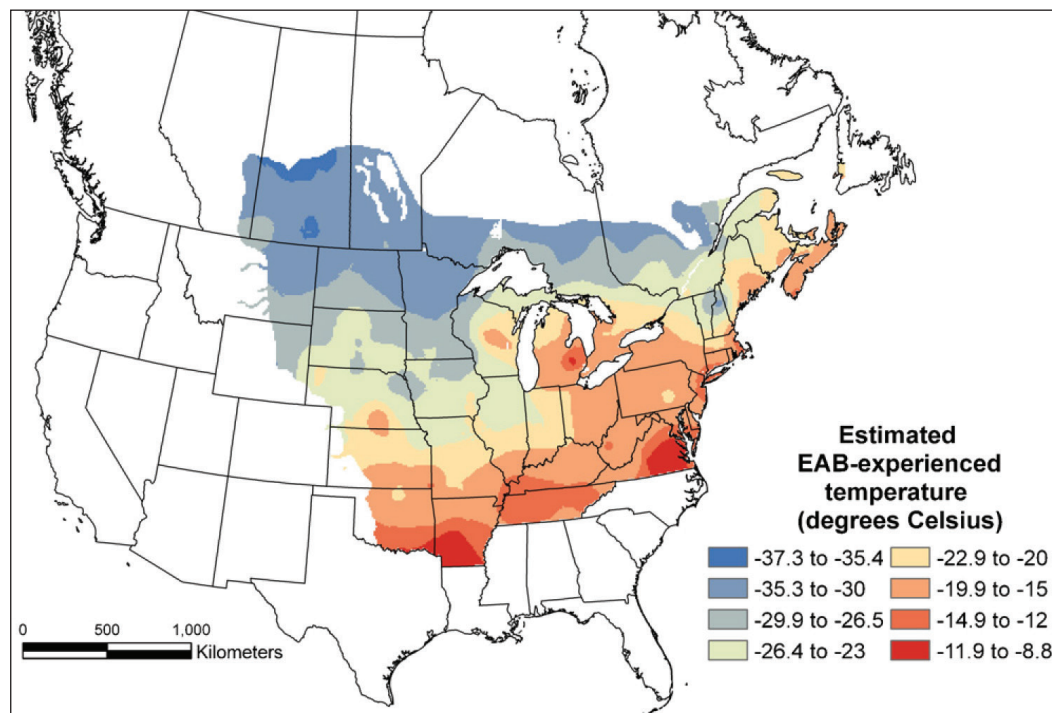 Estimated
EAB-experienced
temperature
(degrees Celsius)
-37.3 to -35.4
-35.3 to -30
-29.9 to -26.5
-26.4 to -23
-22.9 to -20
-19.9 to -15
-14.9 to -12
-11.9 to -8.8
0 500 1,000
Kilometers